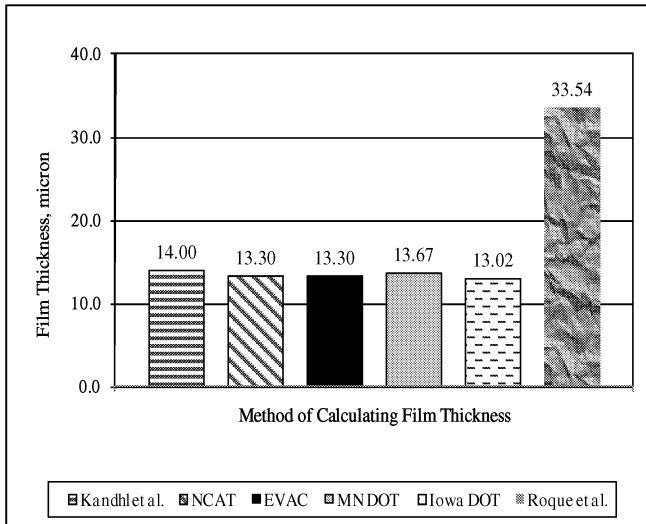 40.0
33.54
30.0
Film Thickness, micron
20.0
14.00 13.30 13.30 13.67 13.02
10.0
0.0
Method of Calculating Film Thickness
Kandhl et al. NCAT EVAC MN DOT Iowa DOT Roque et al.